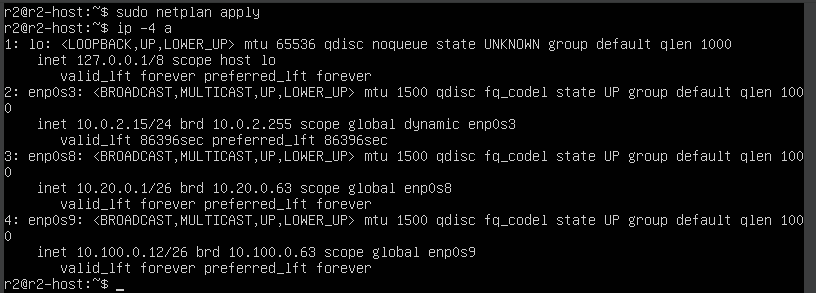 r2@r2-host:~$ sudo netplan apply
r2@r2-host:~$ ip -4 a
1: lo: <LOOPBACK,UP,LOWER_UP> mtu 65536 qdisc noqueue state UNKNOWN group default qlen 1000
    inet 127.0.0.1/8 scope host lo
       valid_lft forever preferred_lft forever
2: enp0s3: <BROADCAST,MULTICAST,UP,LOWER_UP> mtu 1500 qdisc fq_codel state UP group default qlen 100
0
    inet 10.0.2.15/24 brd 10.0.2.255 scope global dynamic enp0s3
       valid_lft 86396sec preferred_lft 86396sec
3: enp0s8: <BROADCAST,MULTICAST,UP,LOWER_UP> mtu 1500 qdisc fq_codel state UP group default qlen 100
0
    inet 10.20.0.1/26 brd 10.20.0.63 scope global enp0s8
       valid_lft forever preferred_lft forever
4: enp0s9: <BROADCAST,MULTICAST,UP,LOWER_UP> mtu 1500 qdisc fq_codel state UP group default qlen 100
0
    inet 10.100.0.12/26 brd 10.100.0.63 scope global enp0s9
       valid_lft forever preferred_lft forever
r2@r2-host:~$ _